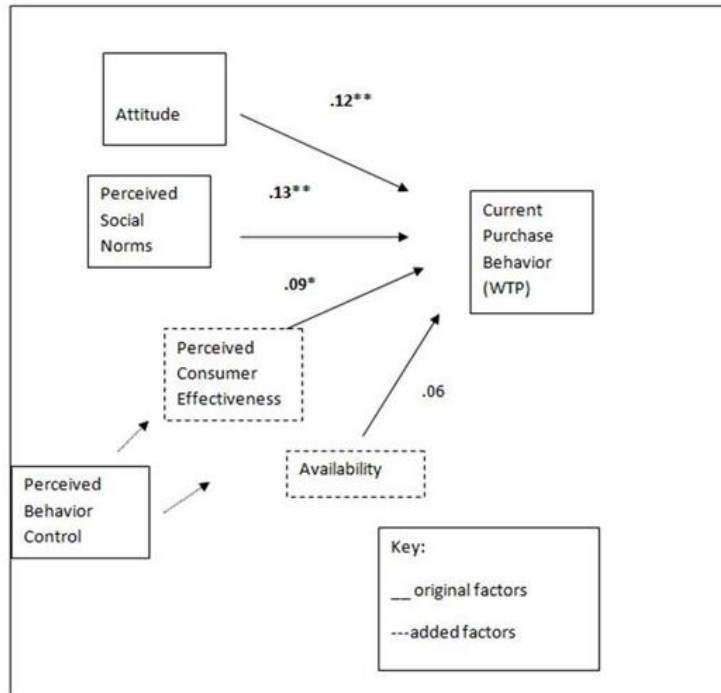 .12**
Attitude
Perceived
Social
Norms
.13**
Current
Purchase
Behavior
(WTP)
.09*
Perceived
Consumer
Effectiveness
.06
Availability
Perceived
Behavior
Control
Key:
__ original factors
---added factors